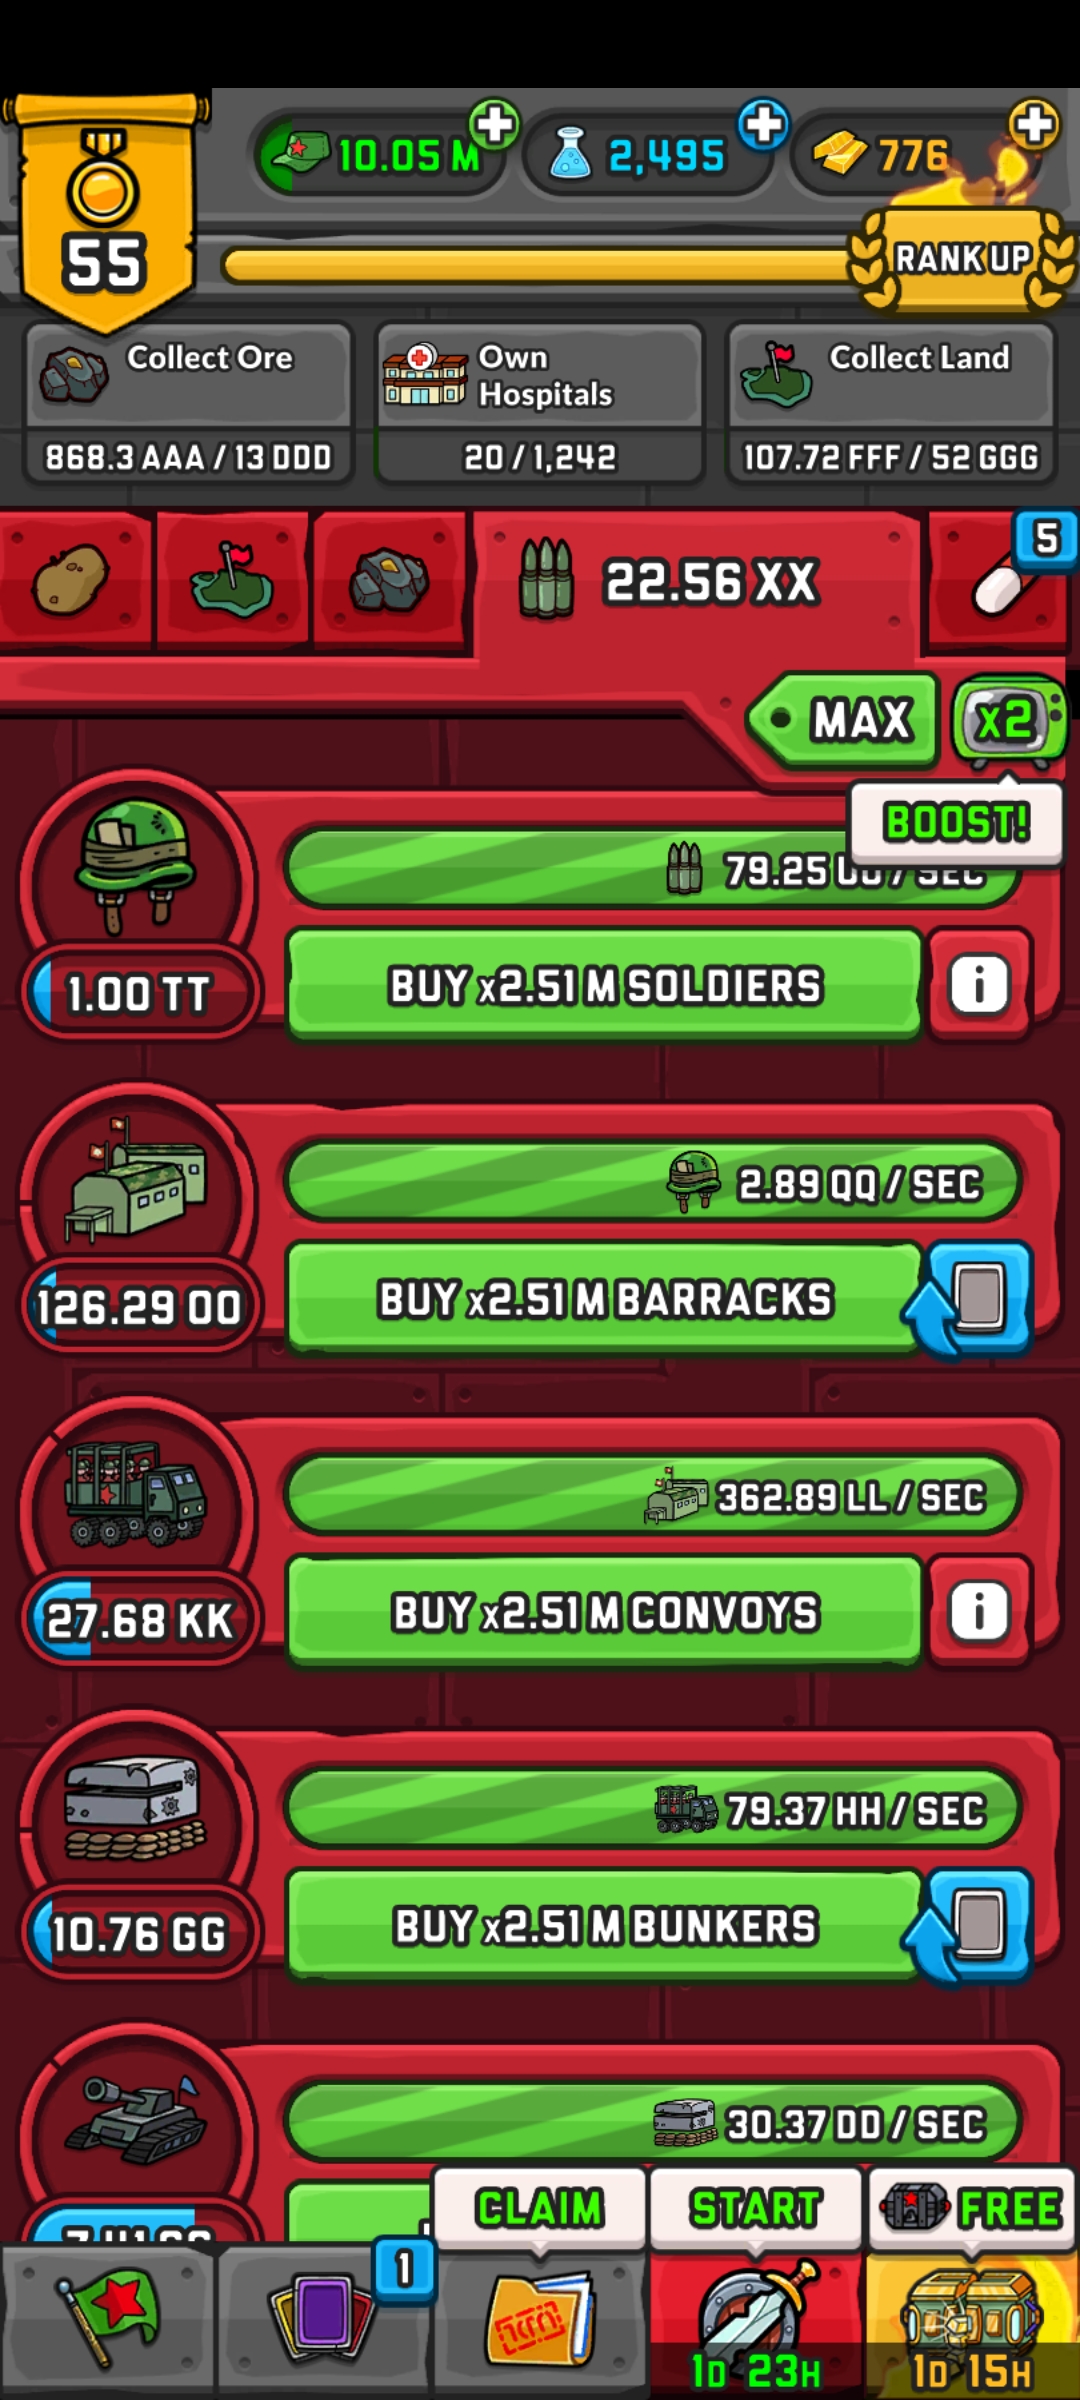 10.05 M
2,495
776
55
RANK UP
Collect Ore
868.3 AAA / 13 DDD
Own
Hospitals
20 / 1,242
Collect Land
107.72 FFF / 52 GGG
22.56 XX
5
MAX
x2
BOOST!
79.25 / SEC
1.00 TT
BUY x2.51 M SOLDIERS
i
2.89 QQ / SEC
126.29 OO
BUY x2.51 M BARRACKS
362.89 LL / SEC
27.68 KK
BUY x2.51 M CONVOYS
i
79.37 HH / SEC
10.76 GG
BUY x2.51 M BUNKERS
30.37 DD / SEC
CLAIM
START
FREE
1
1D 23H
1D 15H